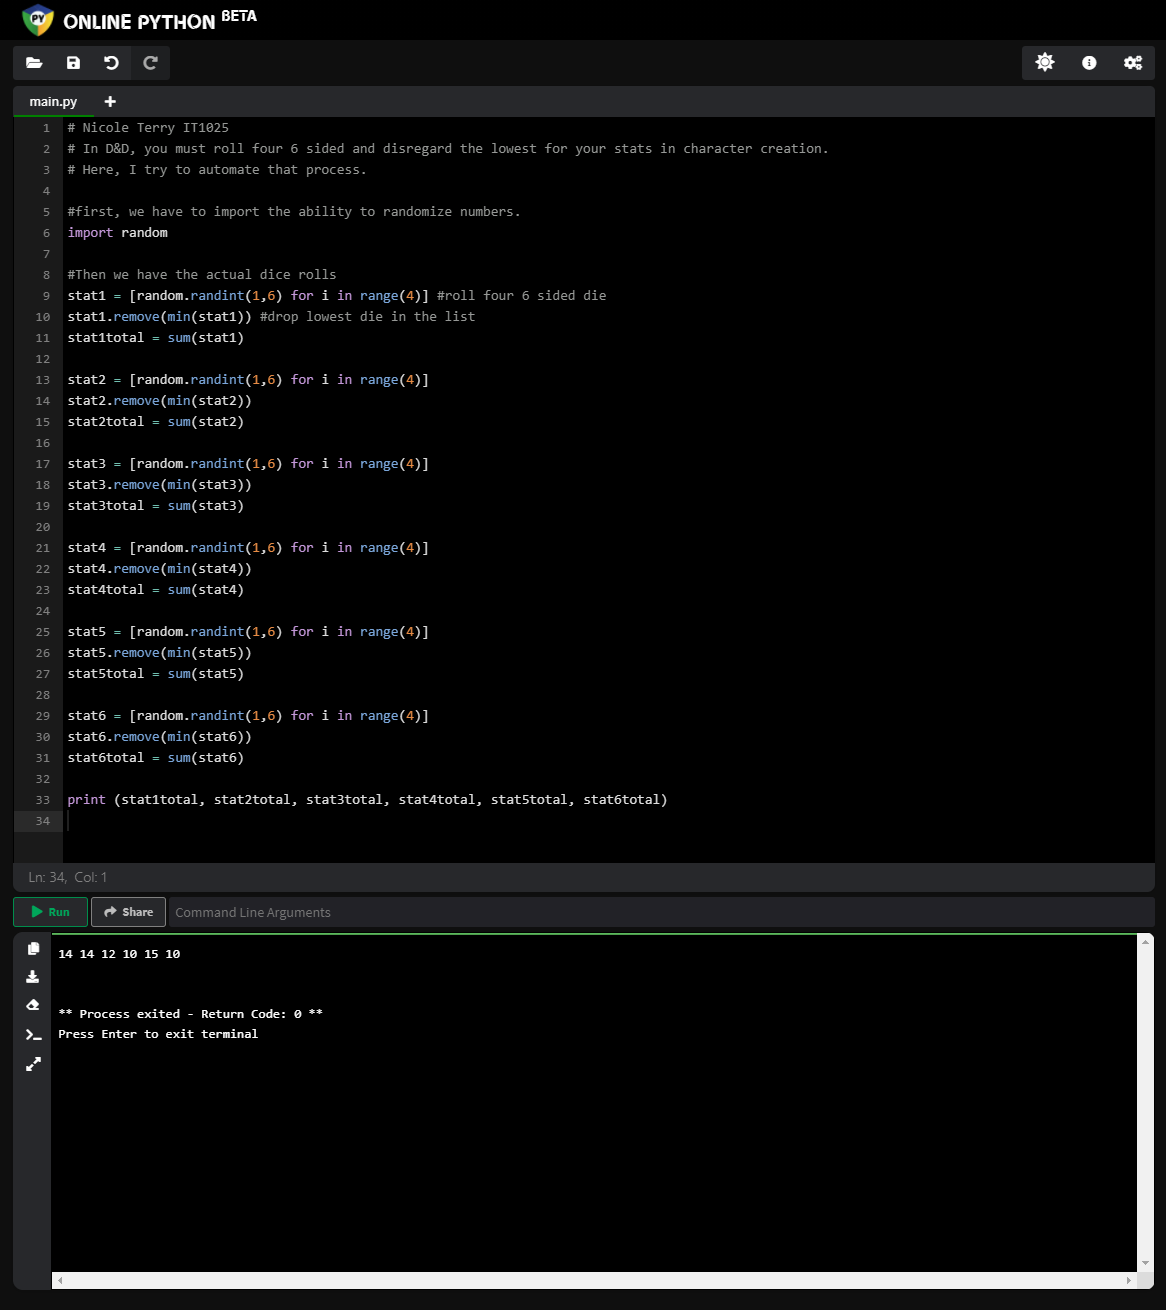 ONLINE PYTHON BETA
main.py
1 # Nicole Terry IT1025
2 # In D&D, you must roll four 6 sided and disregard the lowest for your stats in character creation.
3 # Here, I try to automate that process.
4
5 #first, we have to import the ability to randomize numbers.
6 import random
7
8 #Then we have the actual dice rolls
9 stat1 = [random.randint(1,6) for i in range(4)] #roll four 6 sided die
10 stat1.remove(min(stat1)) #drop lowest die in the list
11 stat1total = sum(stat1)
12
13 stat2 = [random.randint(1,6) for i in range(4)]
14 stat2.remove(min(stat2))
15 stat2total = sum(stat2)
16
17 stat3 = [random.randint(1,6) for i in range(4)]
18 stat3.remove(min(stat3))
19 stat3total = sum(stat3)
20
21 stat4 = [random.randint(1,6) for i in range(4)]
22 stat4.remove(min(stat4))
23 stat4total = sum(stat4)
24
25 stat5 = [random.randint(1,6) for i in range(4)]
26 stat5.remove(min(stat5))
27 stat5total = sum(stat5)
28
29 stat6 = [random.randint(1,6) for i in range(4)]
30 stat6.remove(min(stat6))
31 stat6total = sum(stat6)
32
33 print (stat1total, stat2total, stat3total, stat4total, stat5total, stat6total)
34
Ln: 34, Col: 1
Run Share Command Line Arguments
14 14 12 10 15 10
** Process exited - Return Code: 0 **
Press Enter to exit terminal